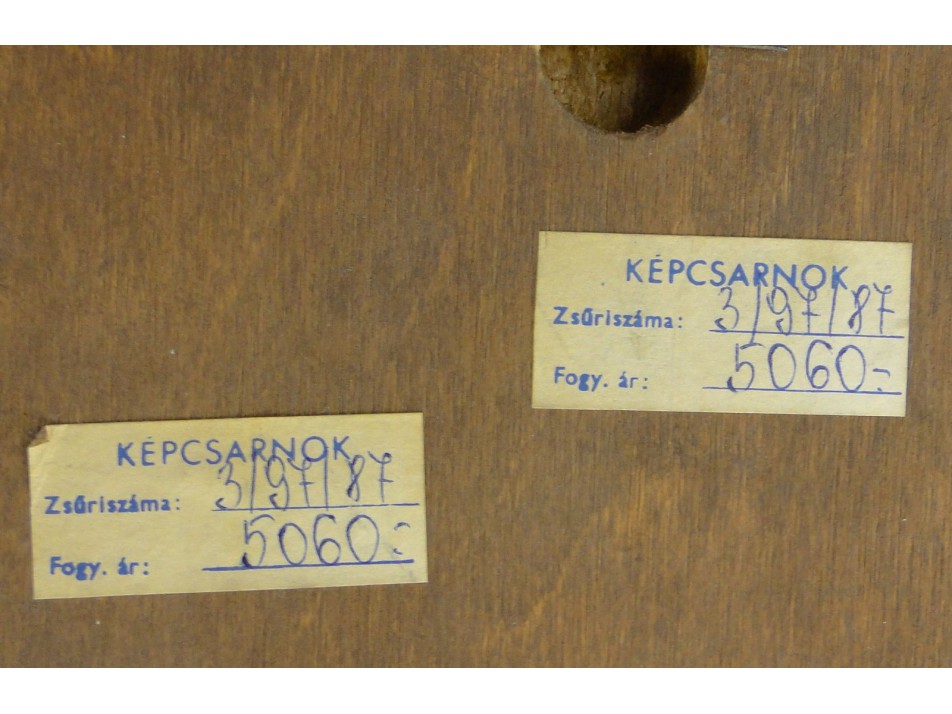 KÉPCSARNOK
Zsűriszáma: 3/97/87
Fogy. ár: 5060.-
KÉPCSARNOK
Zsűriszáma: 3/97/87
Fogy. ár: 5060.-